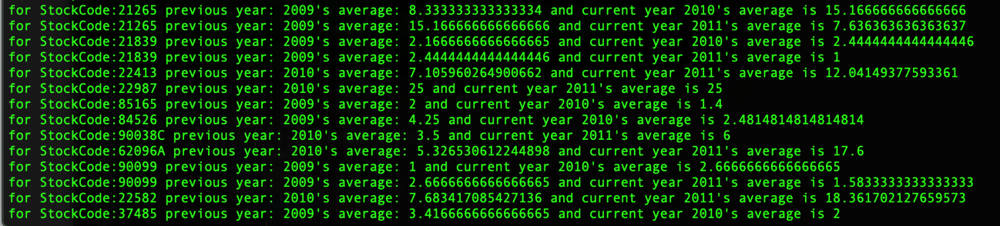 for StockCode:21265 previous year: 2009's average: 8.333333333333334 and current year 2010's average is 15.166666666666666
for StockCode:21265 previous year: 2009's average: 15.166666666666666 and current year 2011's average is 7.636363636363637
for StockCode:21839 previous year: 2009's average: 2.1666666666666665 and current year 2010's average is 2.4444444444444446
for StockCode:21839 previous year: 2009's average: 2.4444444444444446 and current year 2011's average is 1
for StockCode:22413 previous year: 2010's average: 7.105960264900662 and current year 2011's average is 12.04149377593361
for StockCode:22987 previous year: 2010's average: 25 and current year 2011's average is 25
for StockCode:85165 previous year: 2009's average: 2 and current year 2010's average is 1.4
for StockCode:84526 previous year: 2009's average: 4.25 and current year 2010's average is 2.4814814814814814
for StockCode:90038C previous year: 2010's average: 3.5 and current year 2011's average is 6
for StockCode:62096A previous year: 2010's average: 5.326530612244898 and current year 2011's average is 17.6
for StockCode:90099 previous year: 2009's average: 1 and current year 2010's average is 2.6666666666666665
for StockCode:90099 previous year: 2009's average: 2.6666666666666665 and current year 2011's average is 1.5833333333333333
for StockCode:22582 previous year: 2010's average: 7.683417085427136 and current year 2011's average is 18.361702127659573
for StockCode:37485 previous year: 2009's average: 3.4166666666666665 and current year 2010's average is 2